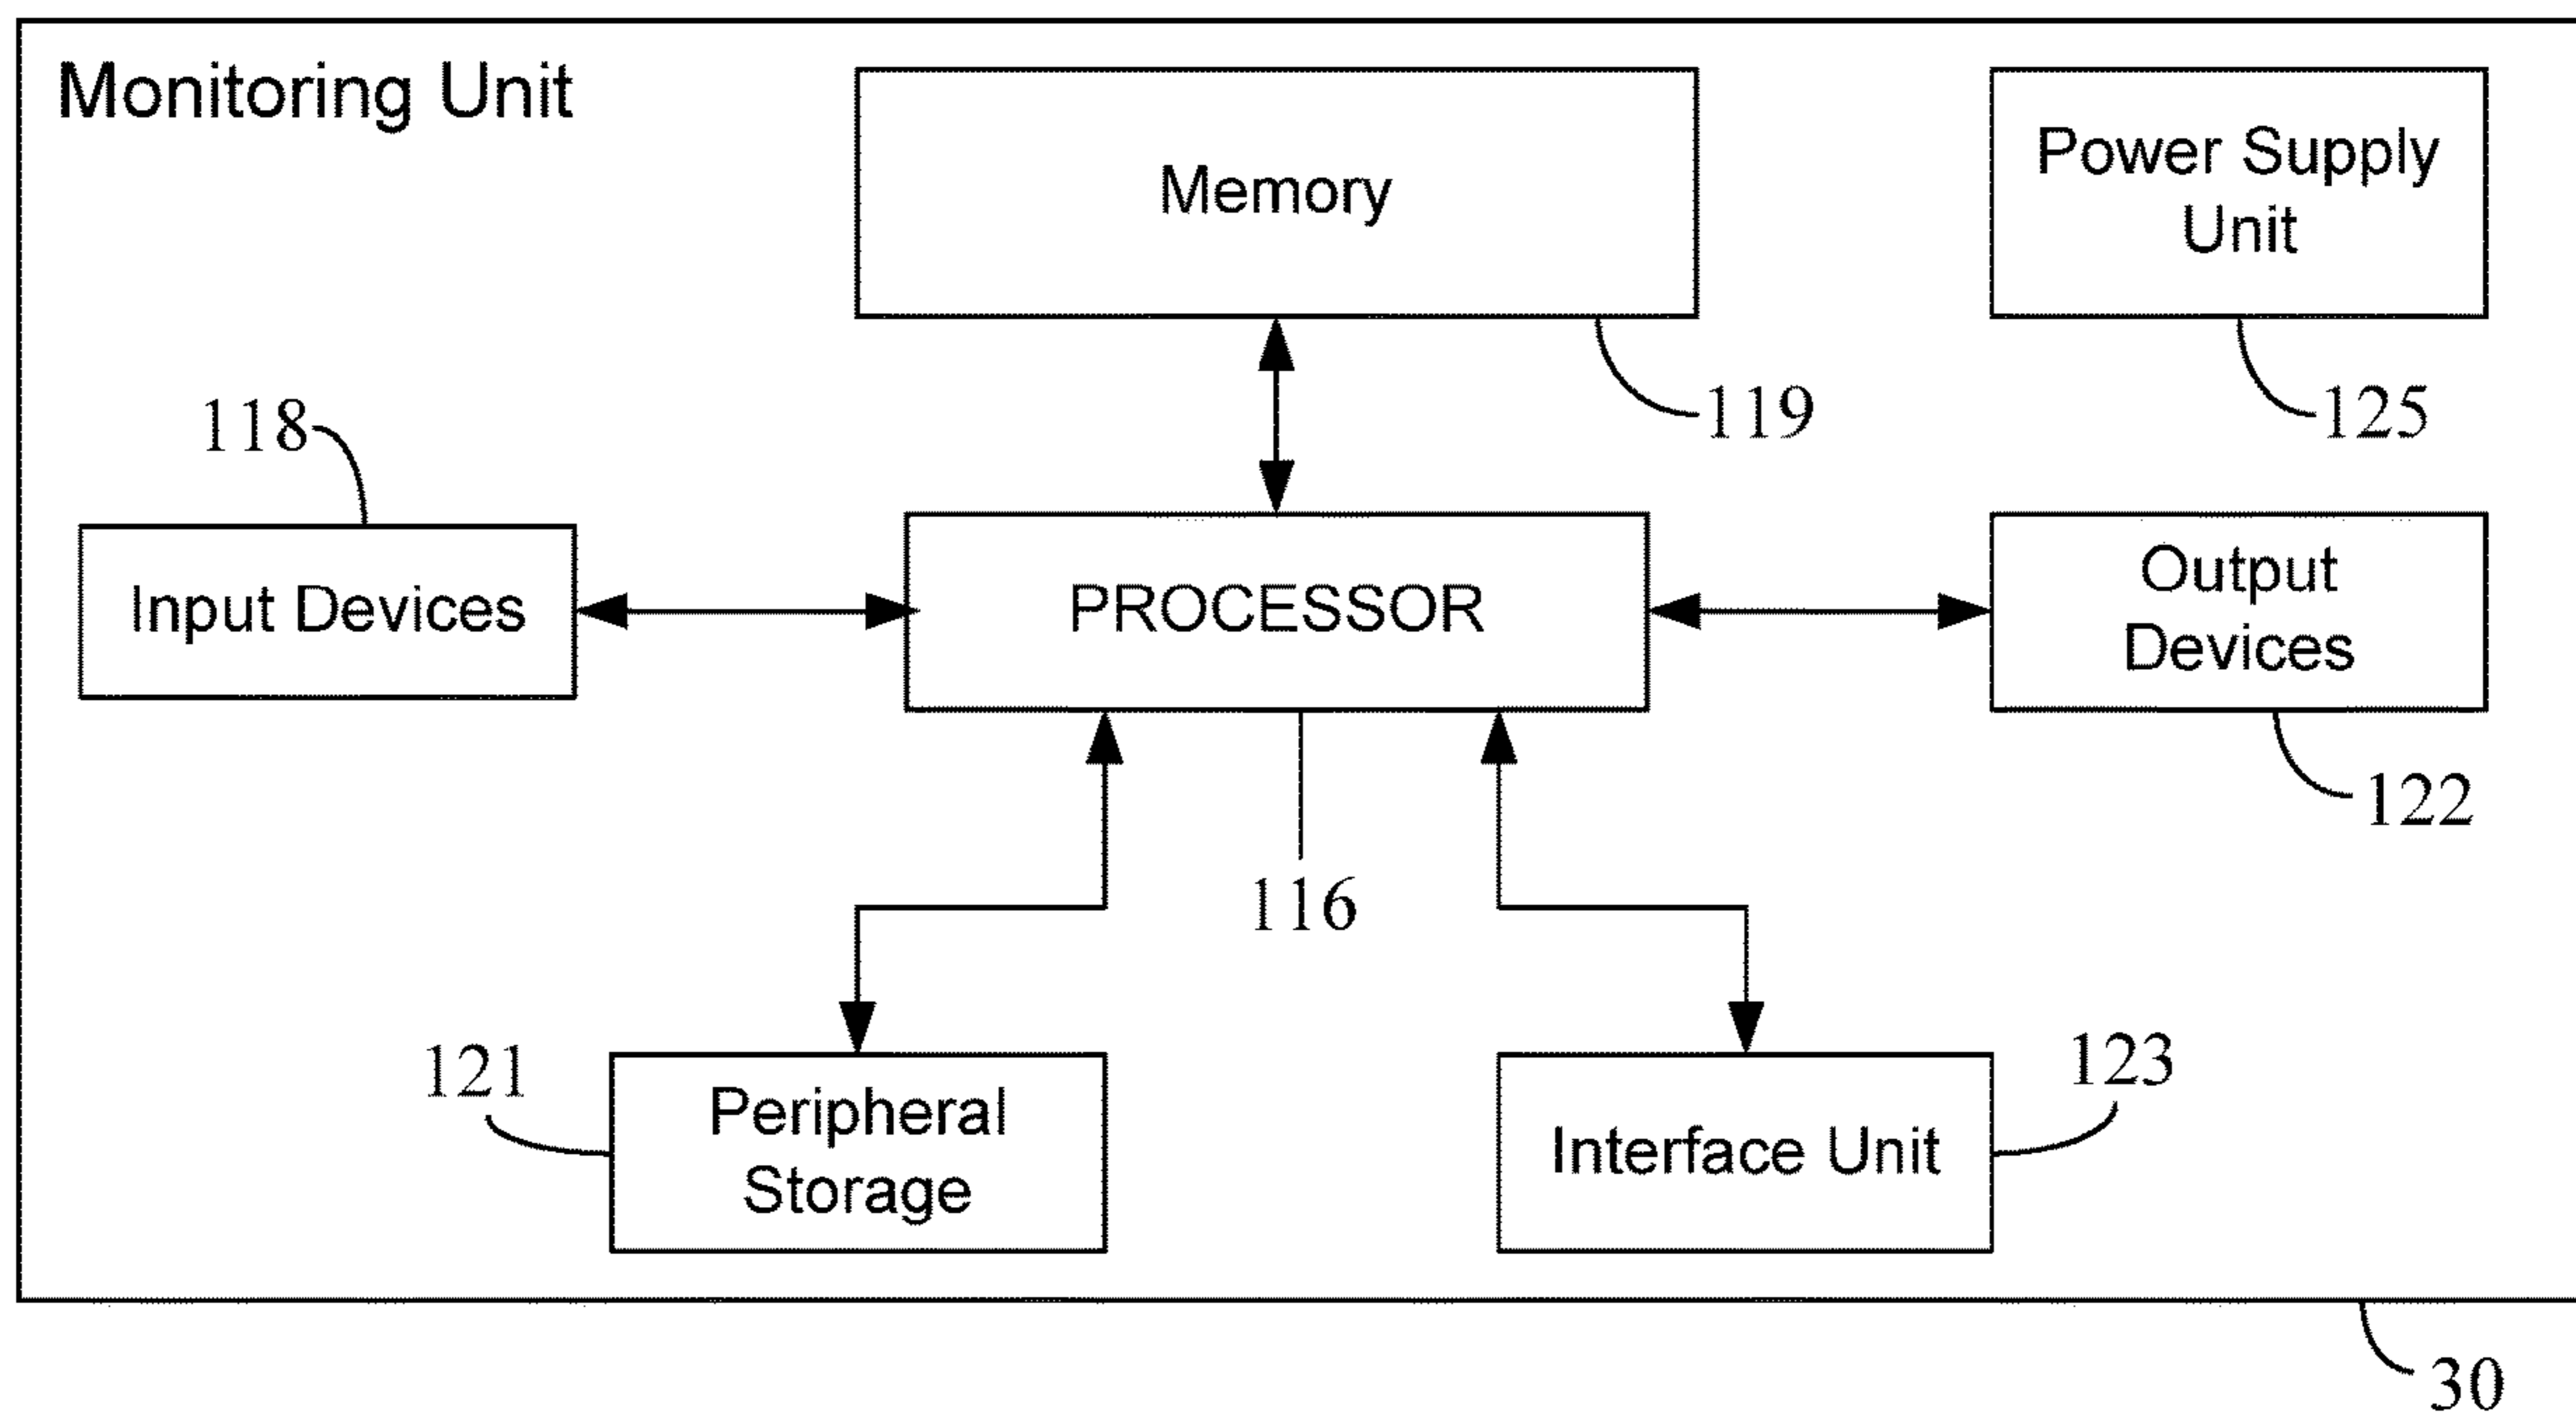 Monitoring Unit
Memory
Power Supply
Unit
119
125
118
Input Devices
PROCESSOR
Output
Devices
122
116
121
Peripheral
Storage
Interface Unit
123
30